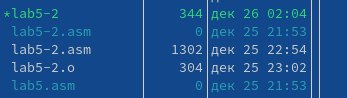 *lab5-2 344 дек 26 02:04
lab5-2.asm 0 дек 25 21:53
lab5-2.asm 1302 дек 25 22:54
lab5-2.o 304 дек 25 23:02
lab5.asm 0 дек 25 21:53